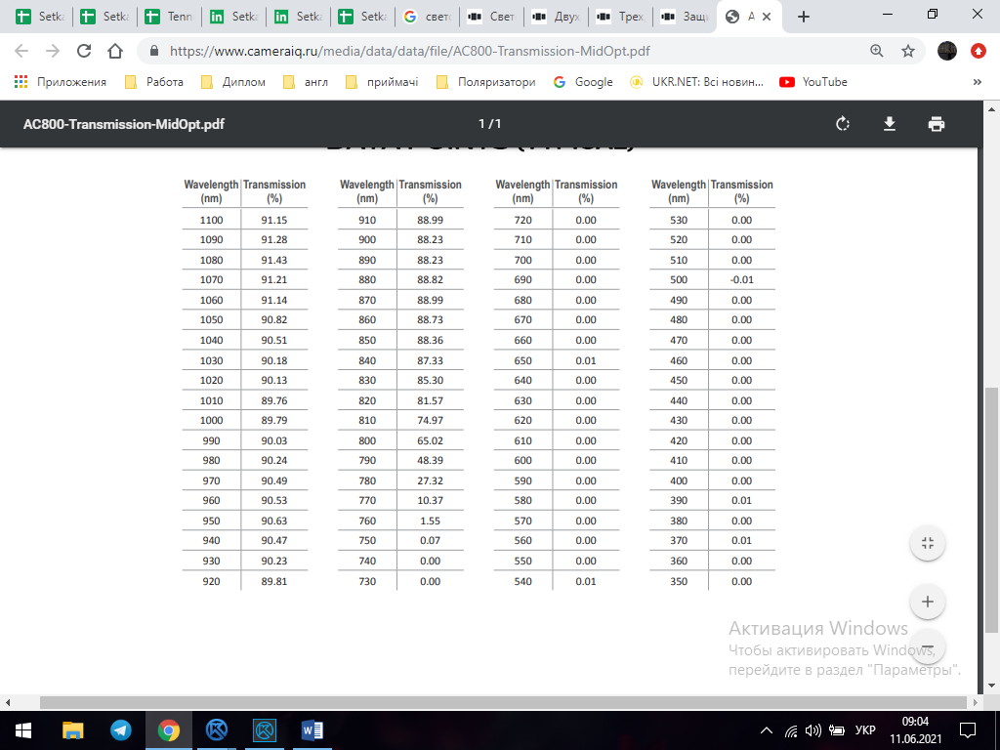 Setka
Setka
Tenn
Setka
Setka
Setka
свето
Свет
Двух
Трех
Защи
A
https://www.cameraiq.ru/media/data/data/file/AC800-Transmission-MidOpt.pdf
Приложения Работа Диплом англ приймачі Поляризатори Google UKR.NET: Всі новин... YouTube »
AC800-Transmission-MidOpt.pdf 1 / 1
Wavelength Transmission Wavelength Transmission Wavelength Transmission Wavelength Transmission
(nm) (%) (nm) (%) (nm) (%) (nm) (%)
1100 91.15 910 88.99 720 0.00 530 0.00
1090 91.28 900 88.23 710 0.00 520 0.00
1080 91.43 890 88.23 700 0.00 510 0.00
1070 91.21 880 88.82 690 0.00 500 -0.01
1060 91.14 870 88.99 680 0.00 490 0.00
1050 90.82 860 88.73 670 0.00 480 0.00
1040 90.51 850 88.36 660 0.00 470 0.00
1030 90.18 840 87.33 650 0.01 460 0.00
1020 90.13 830 85.30 640 0.00 450 0.00
1010 89.76 820 81.57 630 0.00 440 0.00
1000 89.79 810 74.97 620 0.00 430 0.00
990 90.03 800 65.02 610 0.00 420 0.00
980 90.24 790 48.39 600 0.00 410 0.00
970 90.49 780 27.32 590 0.00 400 0.00
960 90.53 770 10.37 580 0.00 390 0.01
950 90.63 760 1.55 570 0.00 380 0.00
940 90.47 750 0.07 560 0.00 370 0.01
930 90.23 740 0.00 550 0.00 360 0.00
920 89.81 730 0.00 540 0.01 350 0.00
Активация Windows
Чтобы активировать Windows,
перейдите в раздел "Параметры".
УКР
09:04
11.06.2021